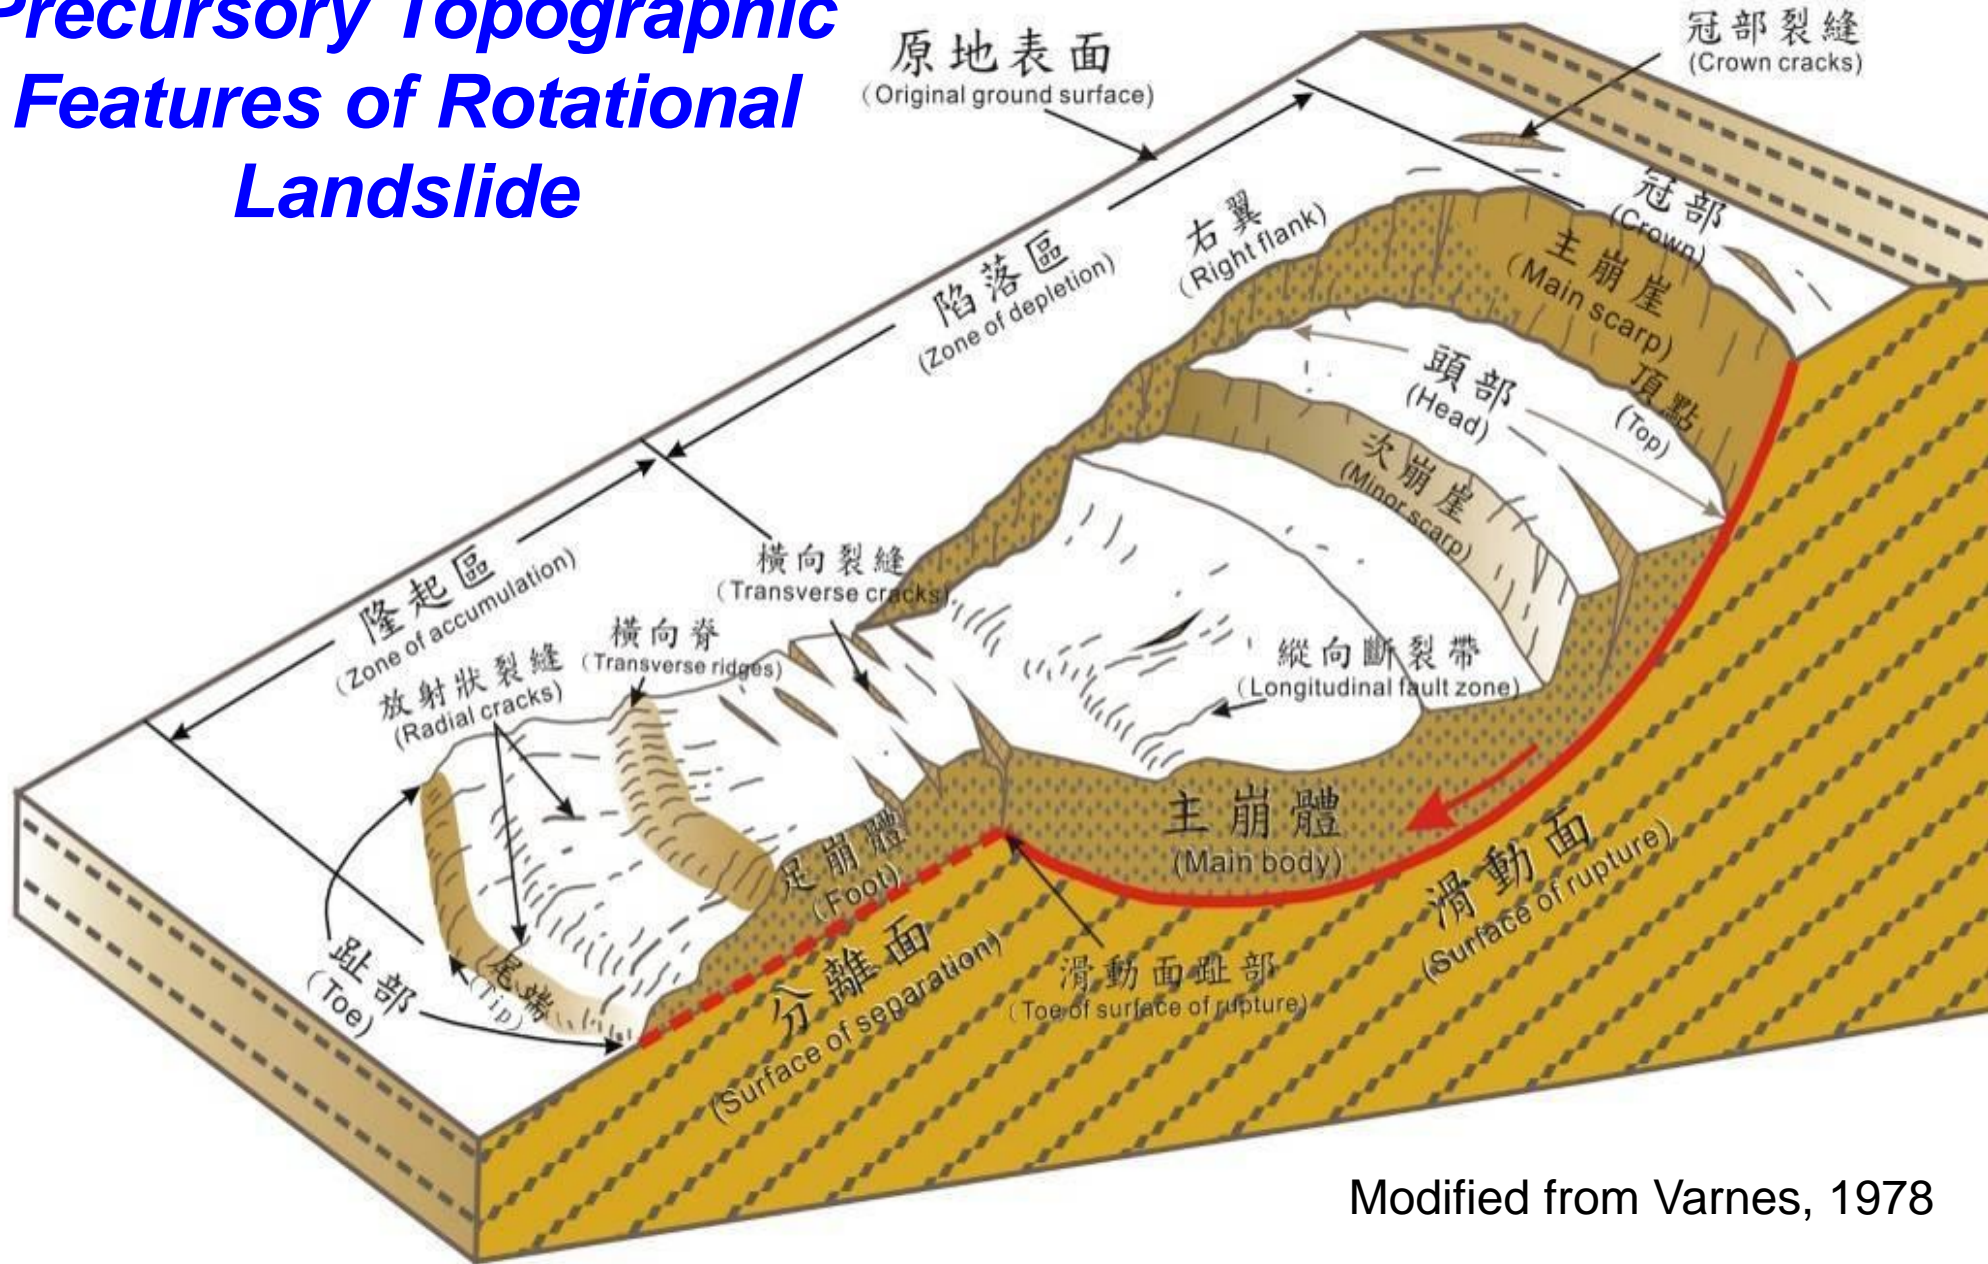 Precursory Topographic
Features of Rotational
Landslide
原地表面
(Original ground surface)
冠部裂縫
(Crown cracks)
冠部
(Crown)
右翼
(Right flank)
主崩崖
(Main scarp)
陷落區
(Zone of depletion)
頭部
(Head)
頂點
(Top)
次崩崖
(Minor scarp)
橫向裂縫
(Transverse cracks)
隆起區
(Zone of accumulation)
橫向脊
(Transverse ridges)
放射狀裂縫
(Radial cracks)
縱向斷裂帶
(Longitudinal fault zone)
主崩體
(Main body)
足崩體
(Foot)
滑動面
(Surface of rupture)
分離面
(Surface of separation)
滑動面趾部
(Toe of surface of rupture)
趾部
(Toe)
尾端
(Tip)
Modified from Varnes, 1978